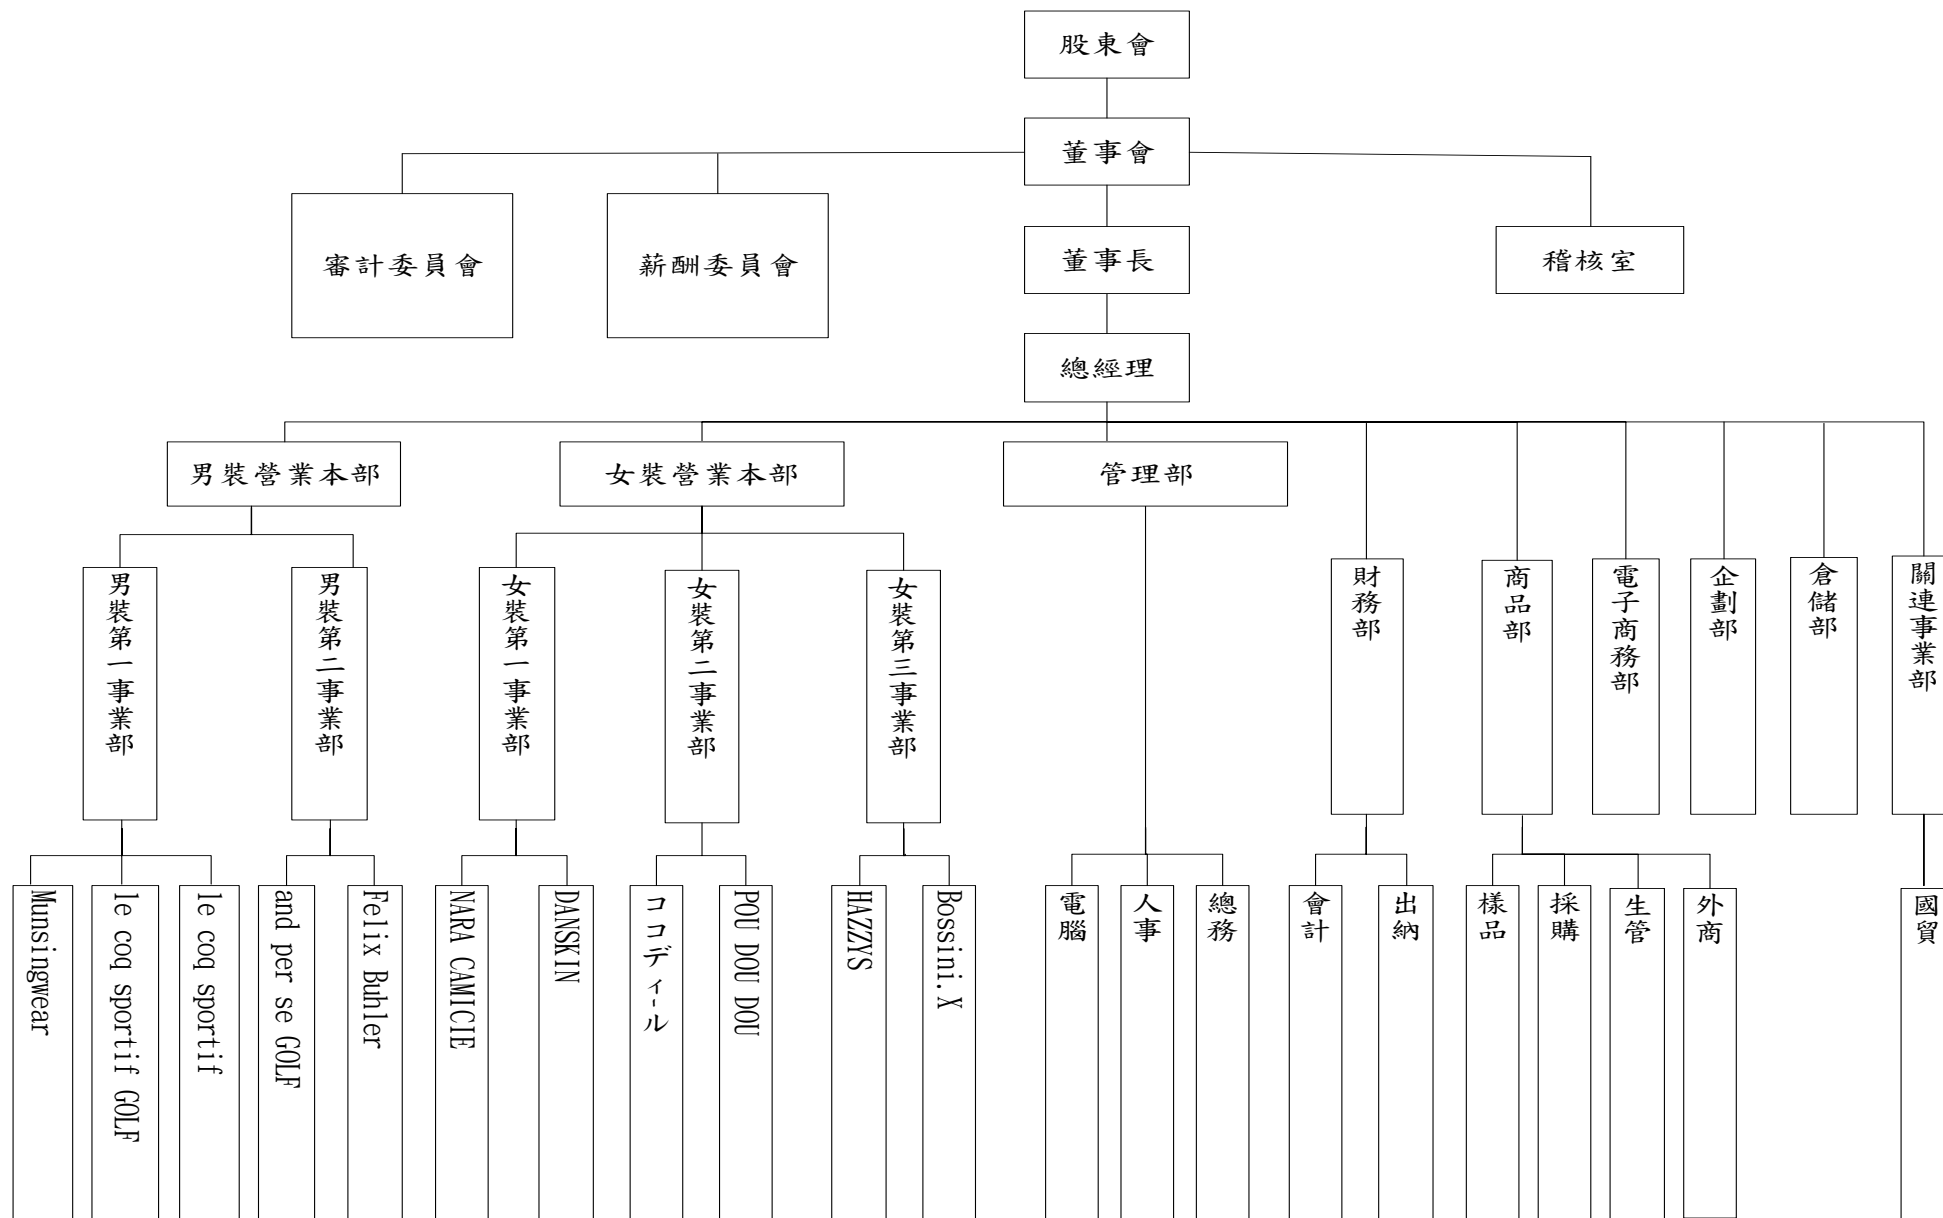 股東會
董事會
審計委員會
薪酬委員會
董事長
稽核室
總經理
男裝營業本部
女裝營業本部
管理部
男裝第一事業部
男裝第二事業部
女裝第一事業部
女裝第二事業部
女裝第三事業部
財務部
商品部
電子商務部
企劃部
倉儲部
關連事業部
Munsingwear
le coq sportif GOLF
le coq sportif
and per se GOLF
Felix Buhler
NARA CAMICIE
DANSKIN
ココディール
POU DOU DOU
HAZZYS
Bossini.X
電腦
人事
總務
會計
出納
樣品
採購
生管
外商
國貿